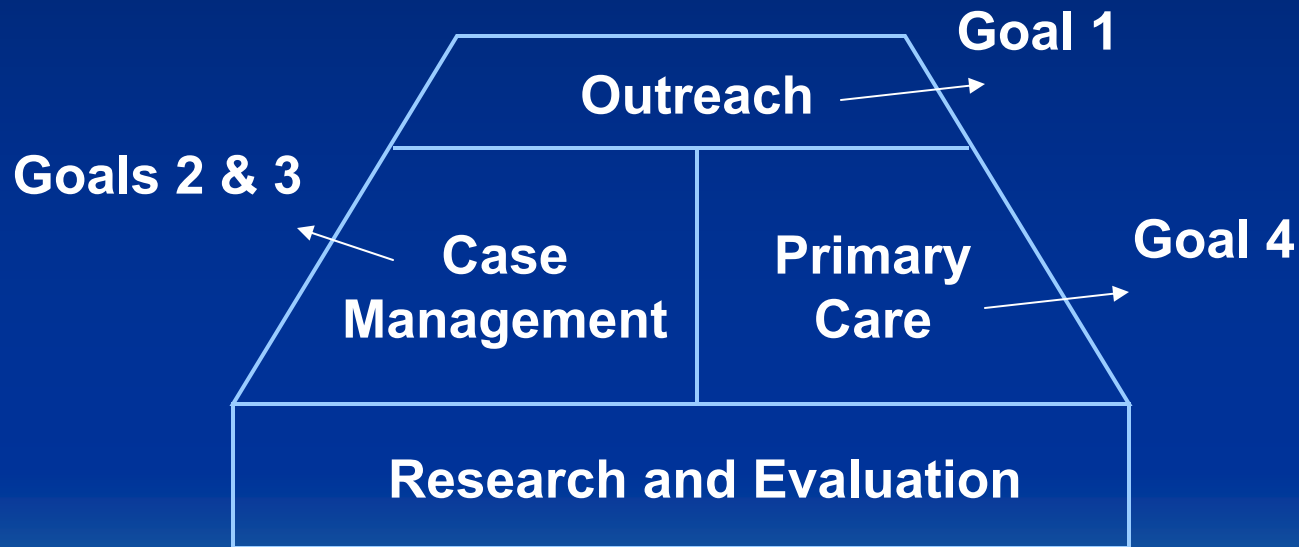 Goal 1
Outreach
Goals 2 & 3
Case
Management
Primary
Care
Goal 4
Research and Evaluation